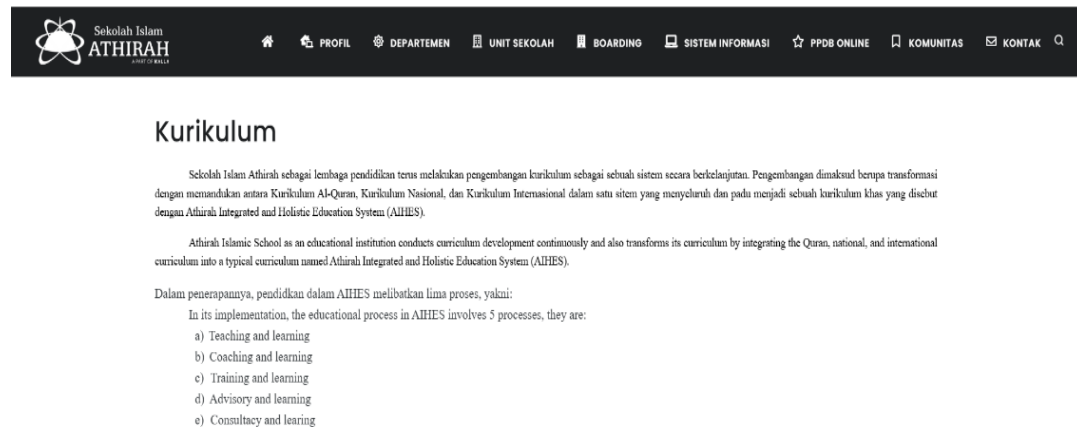 Sekolah Islam
ATHIRAH
A PART OF KALLA
PROFIL DEPARTEMEN UNIT SEKOLAH BOARDING SISTEM INFORMASI PPDB ONLINE KOMUNITAS KONTAK
Kurikulum
Sekolah Islam Athirah sebagai lembaga pendidikan terus melakukan pengembangan kurikulum sebagai sebuah sistem secara berkelanjutan. Pengembangan dimaksud berupa transformasi
dengan memandukan antara Kurikulum Al-Quran, Kurikulum Nasional, dan Kurikulum Internasional dalam satu sitem yang menyeluruh dan padu menjadi sebuah kurikulum khas yang disebut
dengan Athirah Integrated and Holistic Education System (AIHES).
Athirah Islamic School as an educational institution conducts curriculum development continuously and also transforms its curriculum by integrating the Quran, national, and international
curriculum into a typical curriculum named Athirah Integrated and Holistic Education System (AIHES).
Dalam penerapannya, pendidkan dalam AIHES melibatkan lima proses, yakni:
In its implementation, the educational process in AIHES involves 5 processes, they are:
a) Teaching and learning
b) Coaching and learning
c) Training and learning
d) Advisory and learning
e) Consultacy and learing